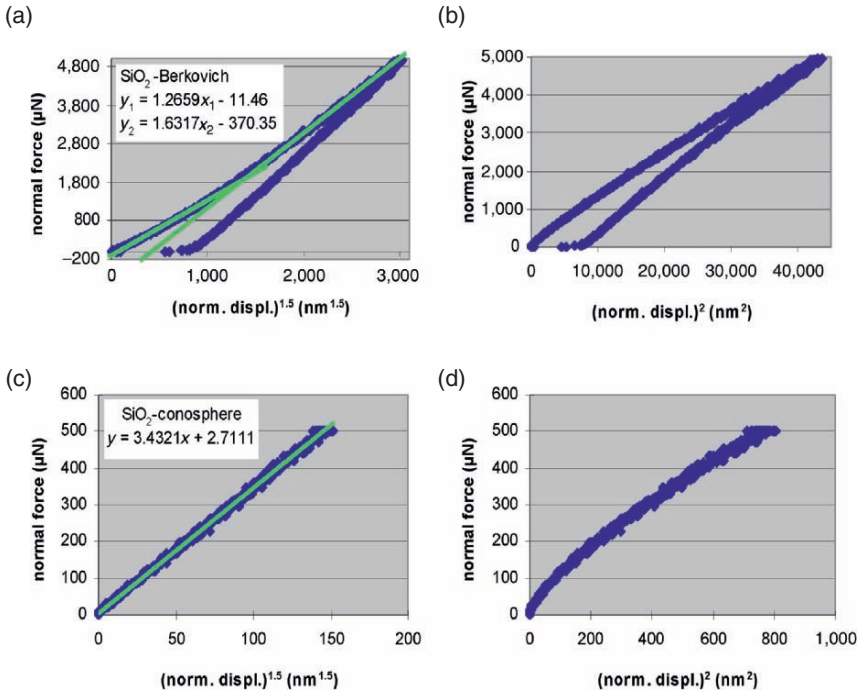 (a)
normal force (µN)
4,800
3,800
2,800
1,800
800
–200
SiO2-Berkovich
y1 = 1.2659x1 - 11.46
y2 = 1.6317x2 - 370.35
0
1,000
2,000
3,000
(norm. displ.)1.5 (nm1.5)
(b)
normal force (µN)
5,000
4,000
3,000
2,000
1,000
0
0
10,000
20,000
30,000
40,000
(norm. displ.)2 (nm2)
(c)
normal force (µN)
600
500
400
300
200
100
0
SiO2-conosphere
y = 3.4321x + 2.7111
0
50
100
150
200
(norm. displ.)1.5 (nm1.5)
(d)
normal force (µN)
600
500
400
300
200
100
0
0
200
400
600
800
1,000
(norm. displ.)2 (nm2)